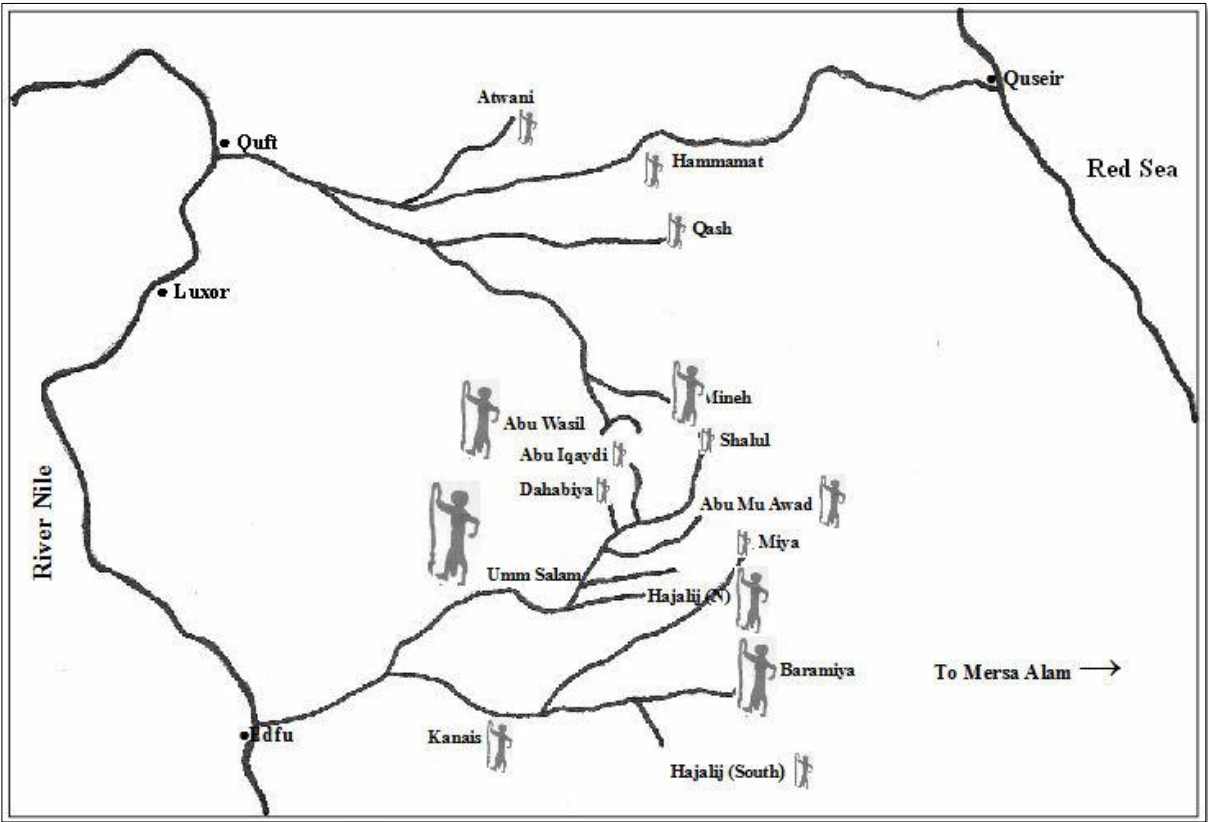 Quseir
Atwani
Quft
Hammamat
Red Sea
Qash
Luxor
Mineh
Abu Wasil
Shalul
Abu Iqaydi
Dahabiya
Abu Mu Awad
River Nile
Miya
Umm Salam
Hajalij (N)
Baramiya
To Mersa Alam →
Edfu
Kanais
Hajalij (South)